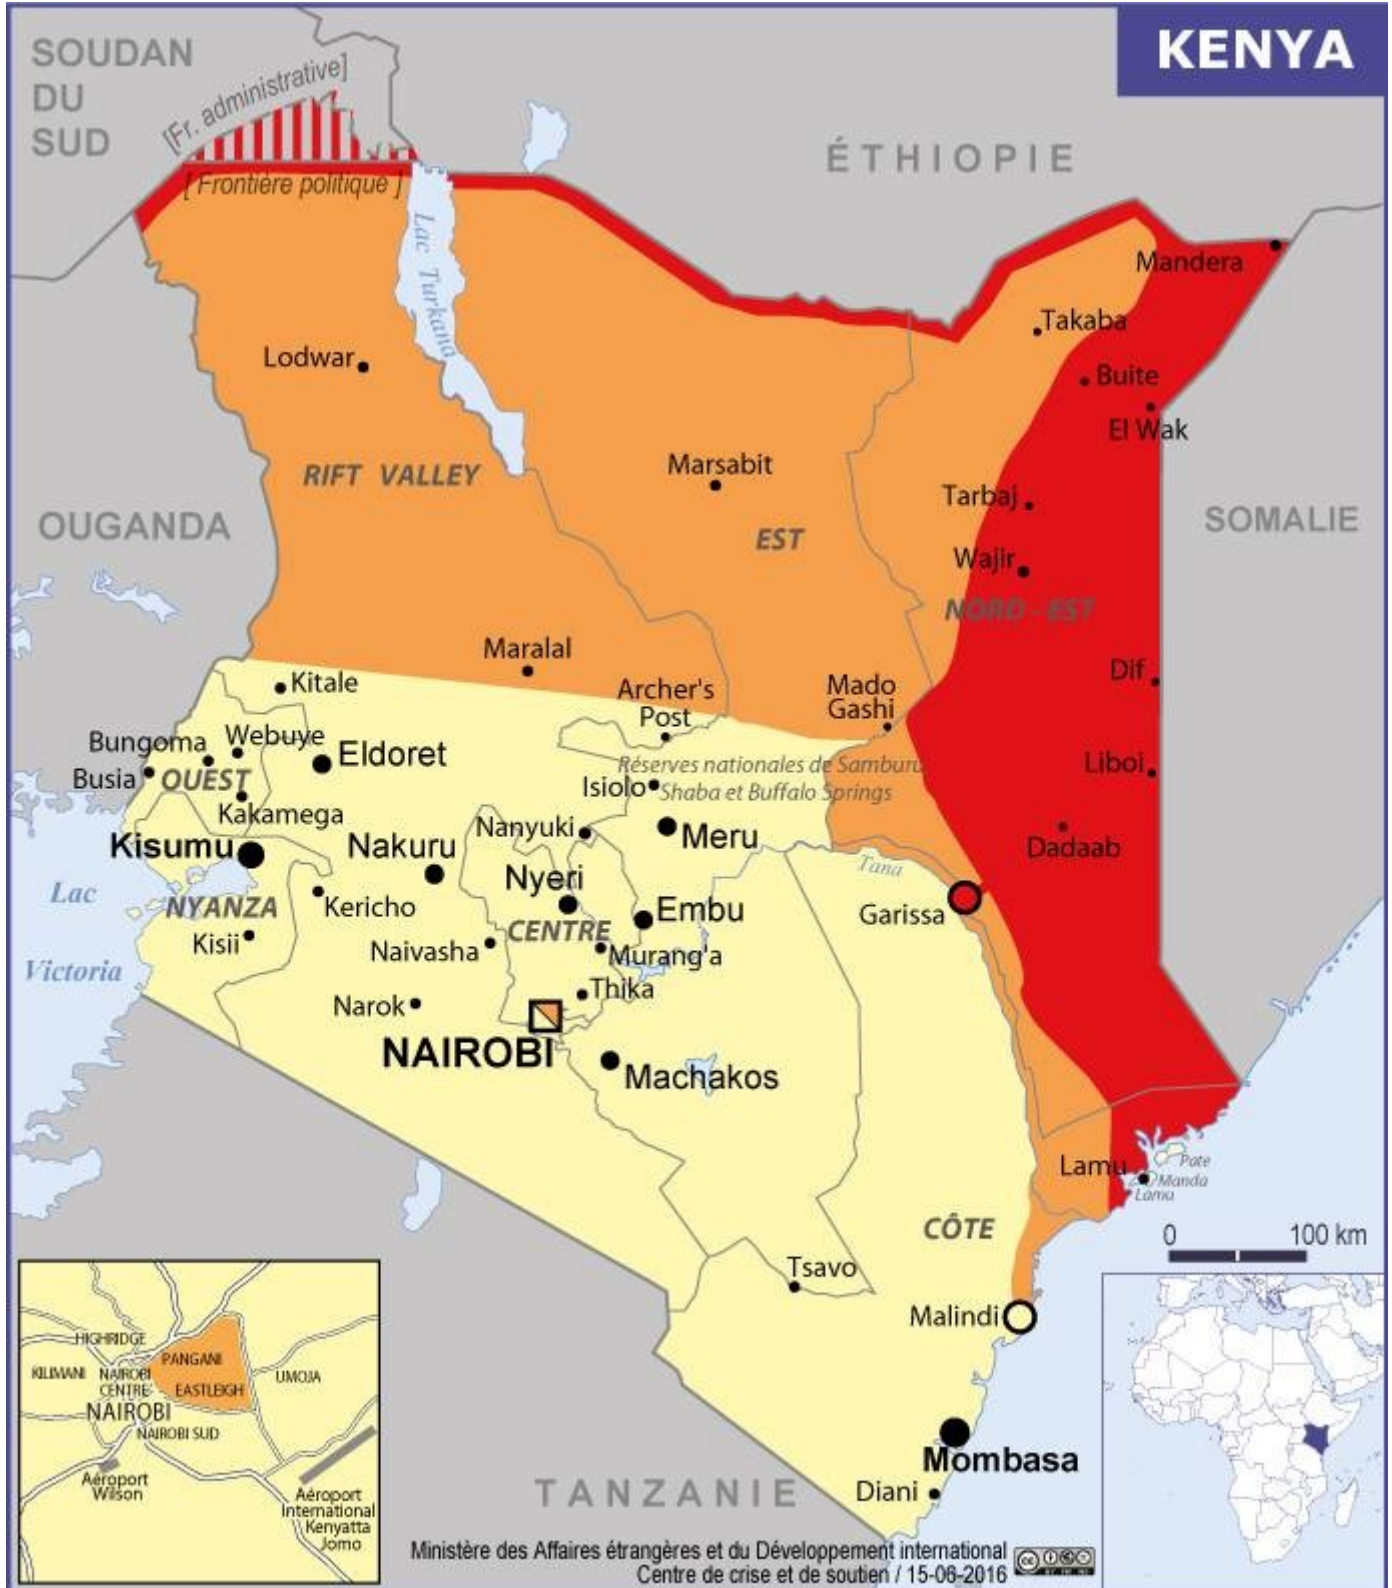 KENYA
SOUDAN
DU
SUD
[Fr. administrative]
[ Frontière politique ]
ÉTHIOPIE
Mandera
Lac Turkana
Takaba
Lodwar
Buite
El Wak
RIFT VALLEY
Marsabit
Tarbaj
OUGANDA
EST
SOMALIE
Wajir
NORD - EST
Maralal
Dif
Kitale
Archer's
Post
Mado
Gashi
Bungoma
Webuye
Eldoret
Busia
OUEST
Réserves nationales de Samburu
Shaba et Buffalo Springs
Liboi
Isiolo
Kakamega
Nanyuki
Meru
Dadaab
Kisumu
Nakuru
Tana
Lac
Victoria
NYANZA
Kericho
Nyeri
Embu
Garissa
Kisii
CENTRE
Naivasha
Murang'a
Narok
Thika
NAIROBI
Machakos
Lamu
Pate
Manda
Lamu
CÔTE
0 100 km
Tsavo
Malindi
HIGHRIDGE
PANGANI
KILIMANI
NAIROBI
CENTRE
EASTLEIGH
UMOJA
NAIROBI
NAIROBI SUD
Aéroport
Wilson
Aéroport
International
Kenyatta
Jomo
Mombasa
Diani
TANZANIE
Ministère des Affaires étrangères et du Développement international
Centre de crise et de soutien / 15-06-2016